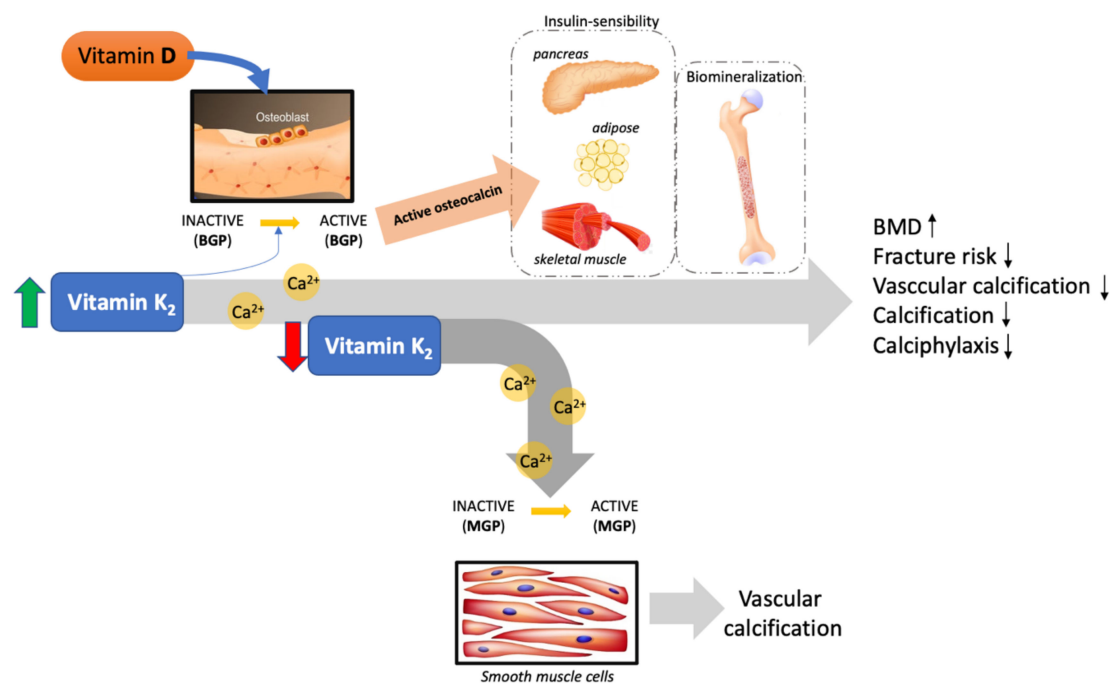 Insulin-sensibility
Vitamin D
pancreas
Biomineralization
Osteoblast
adipose
Active osteocalcin
INACTIVE
(BGP)
ACTIVE
(BGP)
skeletal muscle
BMD ↑
Fracture risk ↓
Vasccular calcification ↓
Calcification ↓
Calciphylaxis ↓
Vitamin K₂
Ca²⁺
Ca²⁺
Vitamin K₂
Ca²⁺
Ca²⁺
Ca²⁺
INACTIVE
(MGP)
ACTIVE
(MGP)
Vascular
calcification
Smooth muscle cells